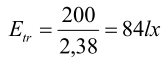 E_tr = 200/2,38 = 84lx